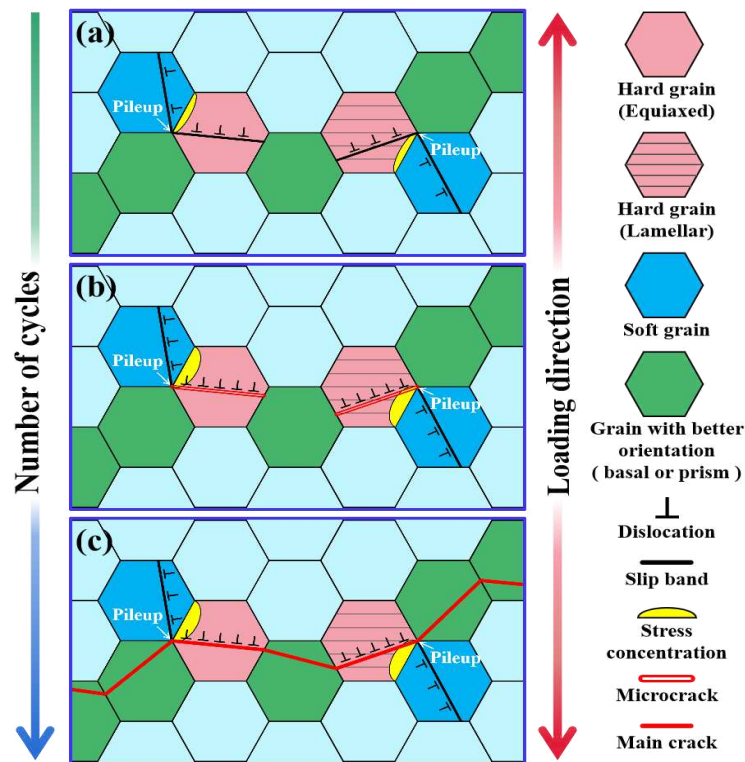 Number of cycles
(a)
Pileup
Pileup
(b)
Pileup
Pileup
(c)
Pileup
Pileup
Loading direction
Hard grain
(Equiaxed)
Hard grain
(Lamellar)
Soft grain
Grain with better
orientation
( basal or prism )
Dislocation
Slip band
Stress
concentration
Microcrack
Main crack